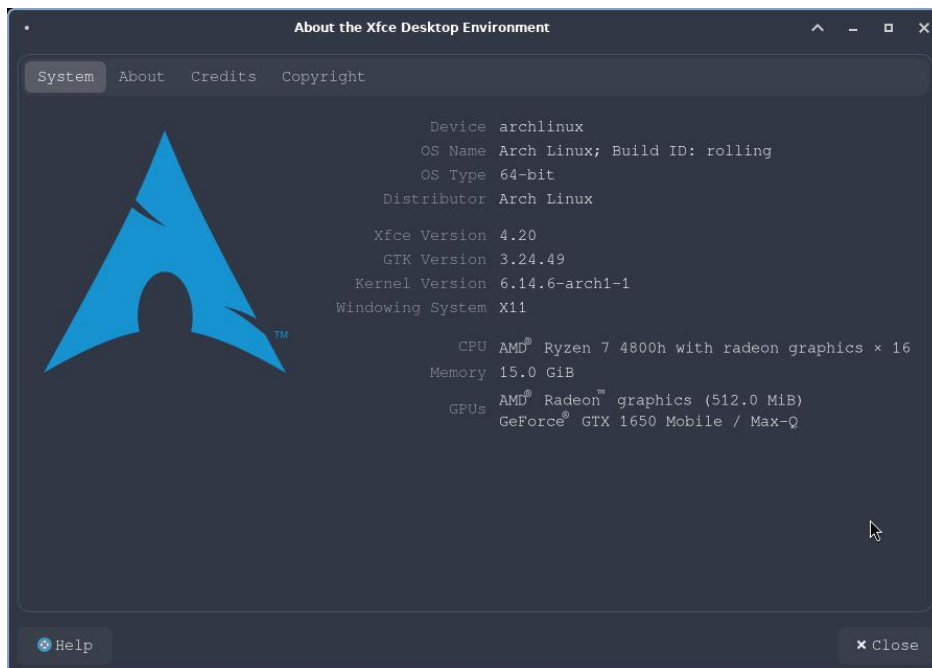 About the Xfce Desktop Environment
System About Credits Copyright
Device archlinux
OS Name Arch Linux; Build ID: rolling
OS Type 64-bit
Distributor Arch Linux
Xfce Version 4.20
GTK Version 3.24.49
Kernel Version 6.14.6-arch1-1
Windowing System X11
TM
CPU AMD® Ryzen 7 4800h with radeon graphics × 16
Memory 15.0 GiB
GPUs AMD® Radeon™ graphics (512.0 MiB)
GeForce® GTX 1650 Mobile / Max-Q
Help
Close